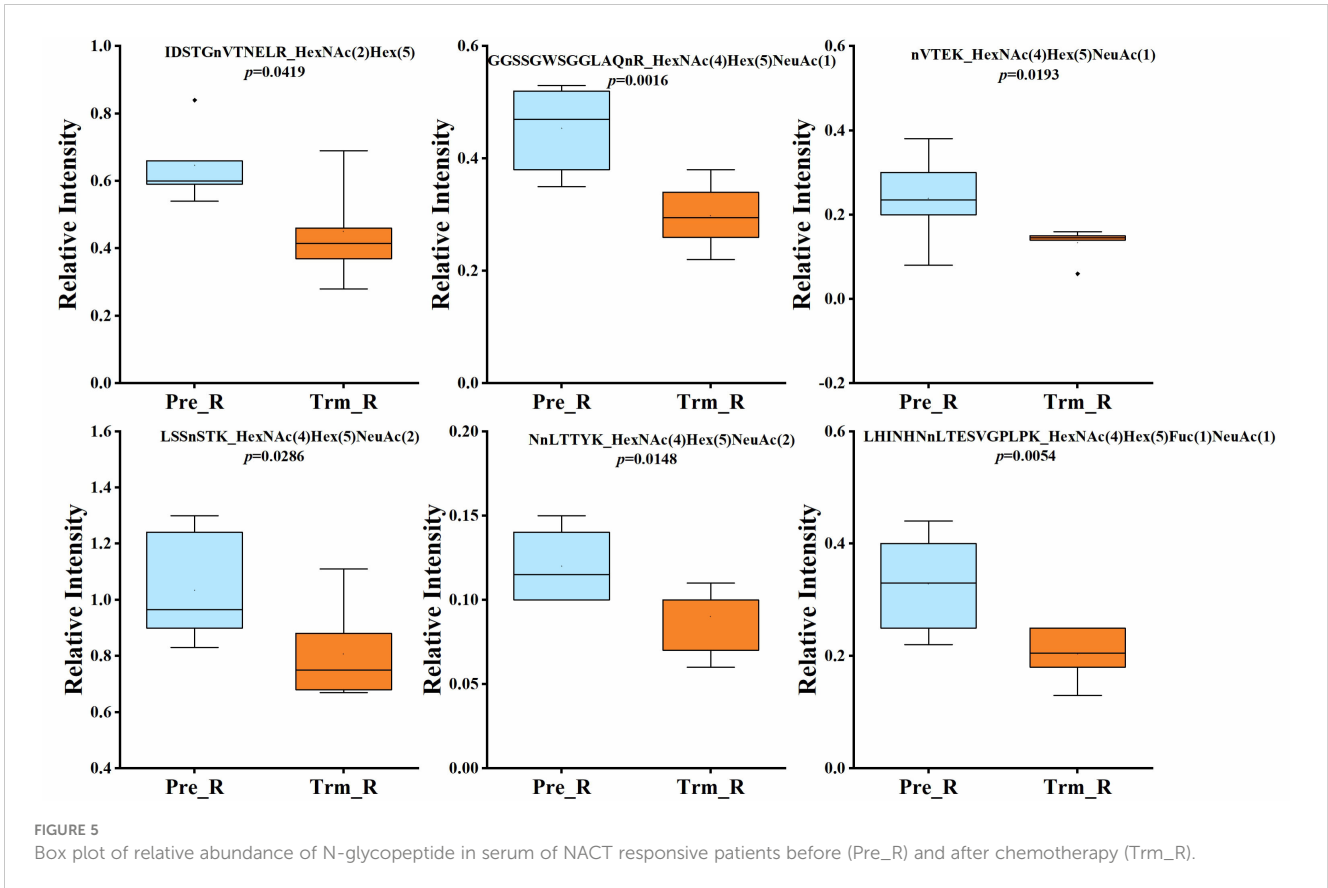 IDSTGnVTNELR_HexNAc(2)Hex(5)
p=0.0419
1.0
0.8
0.6
0.4
0.2
0.0
Relative Intensity
Pre_R
Trm_R
GGSSGWSGGLAQnR_HexNAc(4)Hex(5)NeuAc(1)
p=0.0016
0.6
0.4
0.2
0.0
Relative Intensity
Pre_R
Trm_R
nVTEK_HexNAc(4)Hex(5)NeuAc(1)
p=0.0193
0.6
0.4
0.2
0.0
-0.2
Relative Intensity
Pre_R
Trm_R
LSSnSTK_HexNAc(4)Hex(5)NeuAc(2)
p=0.0286
1.6
1.4
1.2
1.0
0.8
0.6
0.4
Relative Intensity
Pre_R
Trm_R
NnLTTYK_HexNAc(4)Hex(5)NeuAc(2)
p=0.0148
0.20
0.15
0.10
0.05
0.00
Relative Intensity
Pre_R
Trm_R
LHINHNnLTESVGPLPK_HexNAc(4)Hex(5)Fuc(1)NeuAc(1)
p=0.0054
0.6
0.4
0.2
0.0
Relative Intensity
Pre_R
Trm_R
FIGURE 5
Box plot of relative abundance of N-glycopeptide in serum of NACT responsive patients before (Pre_R) and after chemotherapy (Trm_R).